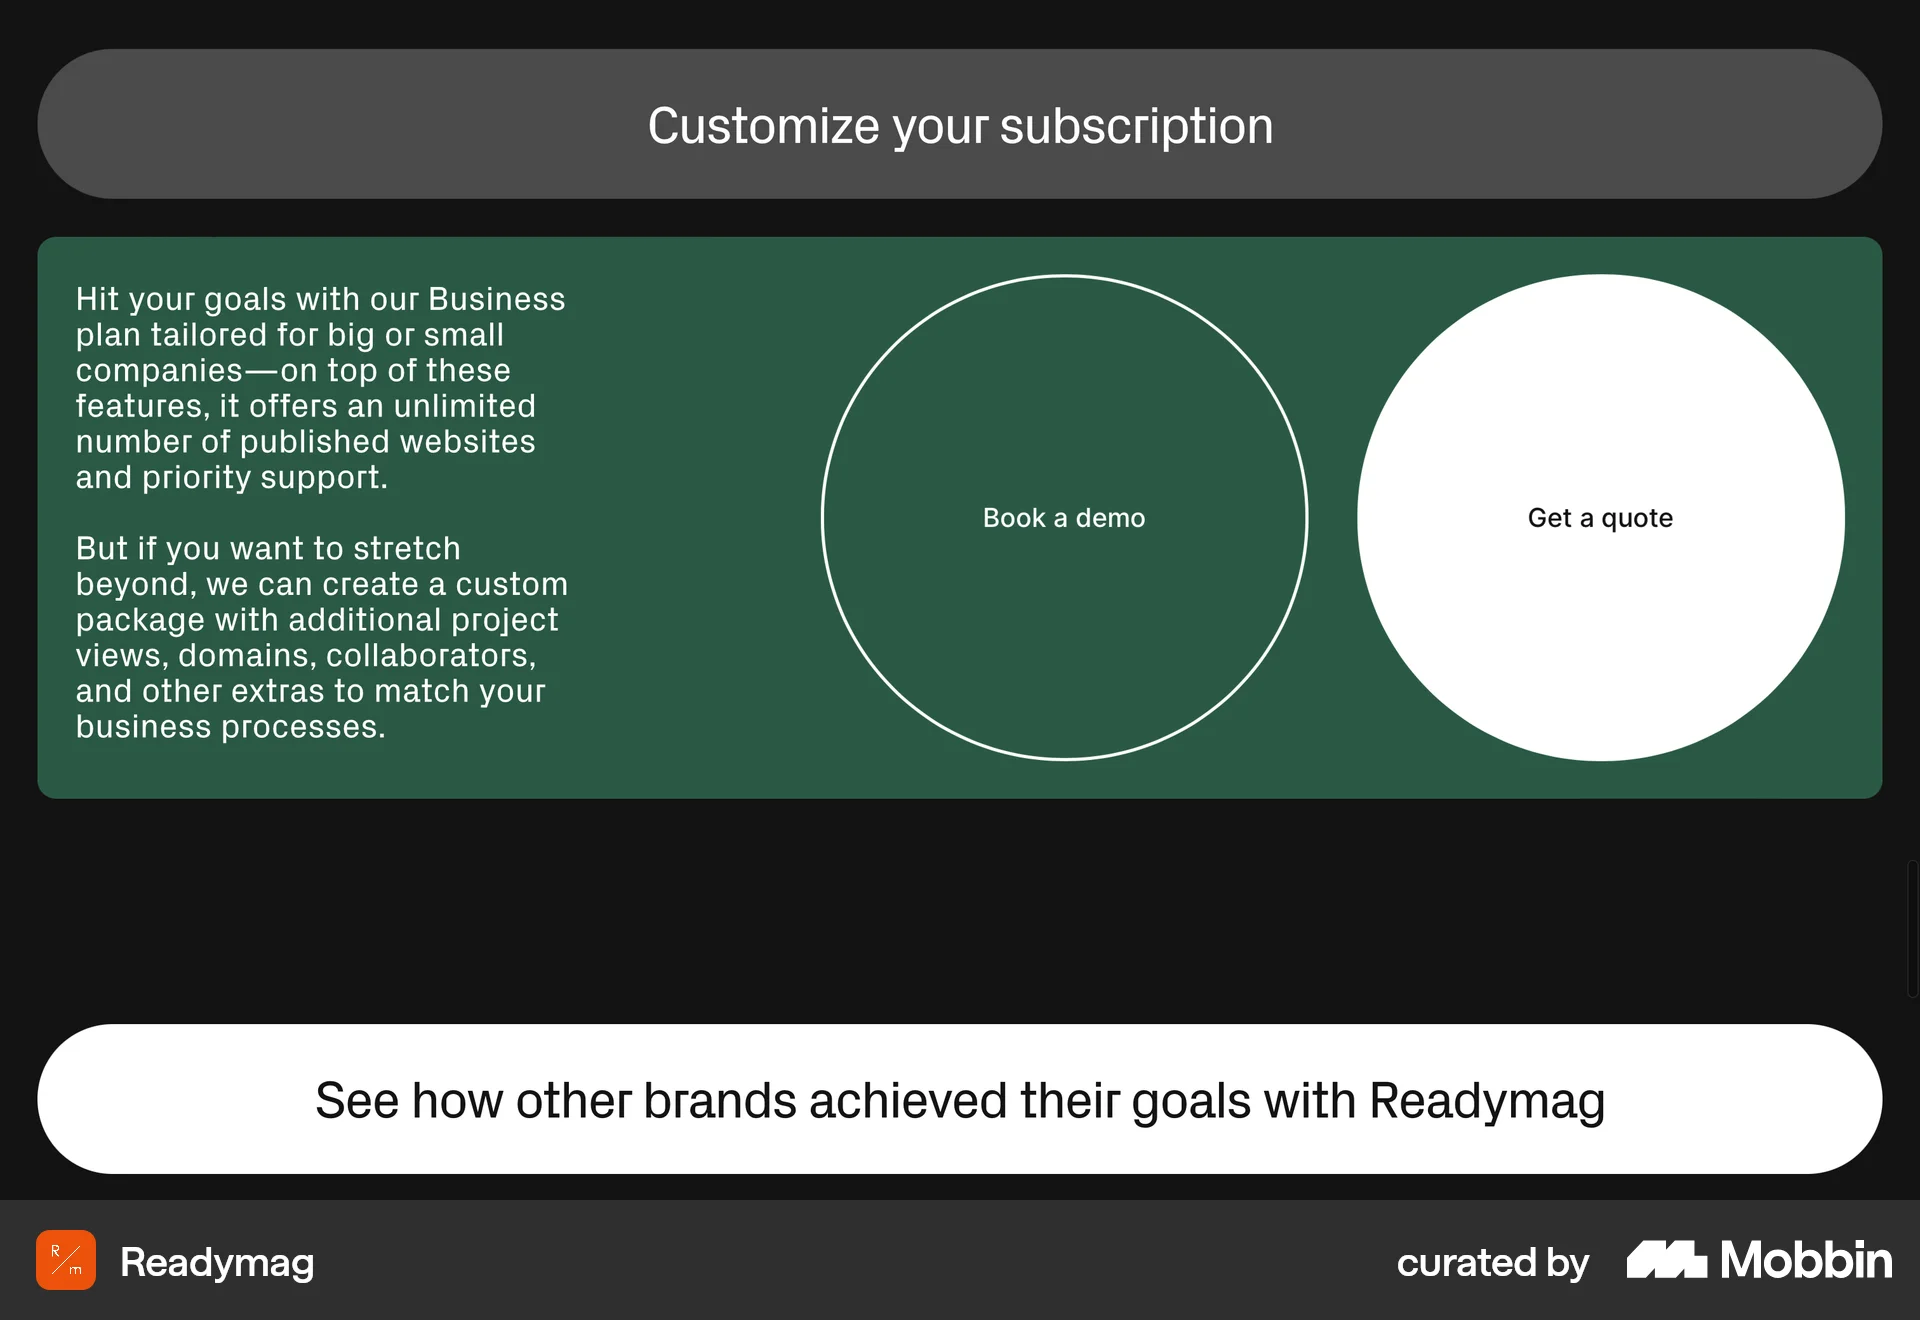 Customize your subscription
Hit your goals with our Business
plan tailored for big or small
companies—on top of these
features, it offers an unlimited
number of published websites
and priority support.
But if you want to stretch
beyond, we can create a custom
package with additional project
views, domains, collaborators,
and other extras to match your
business processes.
Book a demo
Get a quote
See how other brands achieved their goals with Readymag
R/m
Readymag
curated by
Mobbin